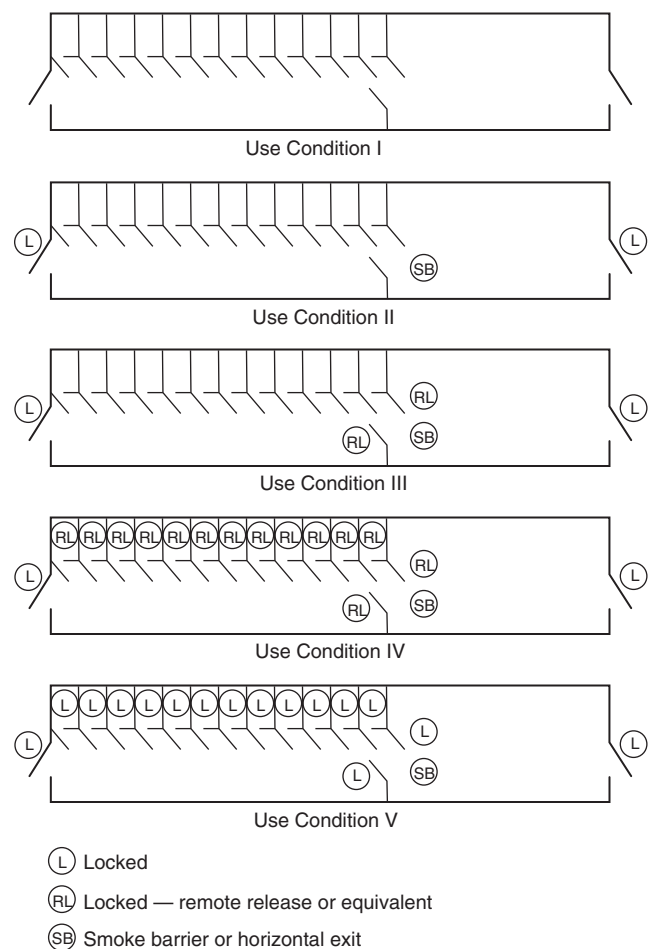 Use Condition I
L L
SB
Use Condition II
RL
L L
RL SB
Use Condition III
RL RL RL RL RL RL RL RL RL RL RL RL
RL
L L
RL SB
Use Condition IV
L L L L L L L L L L L L
L
L L
L SB
Use Condition V
L Locked
RL Locked — remote release or equivalent
SB Smoke barrier or horizontal exit